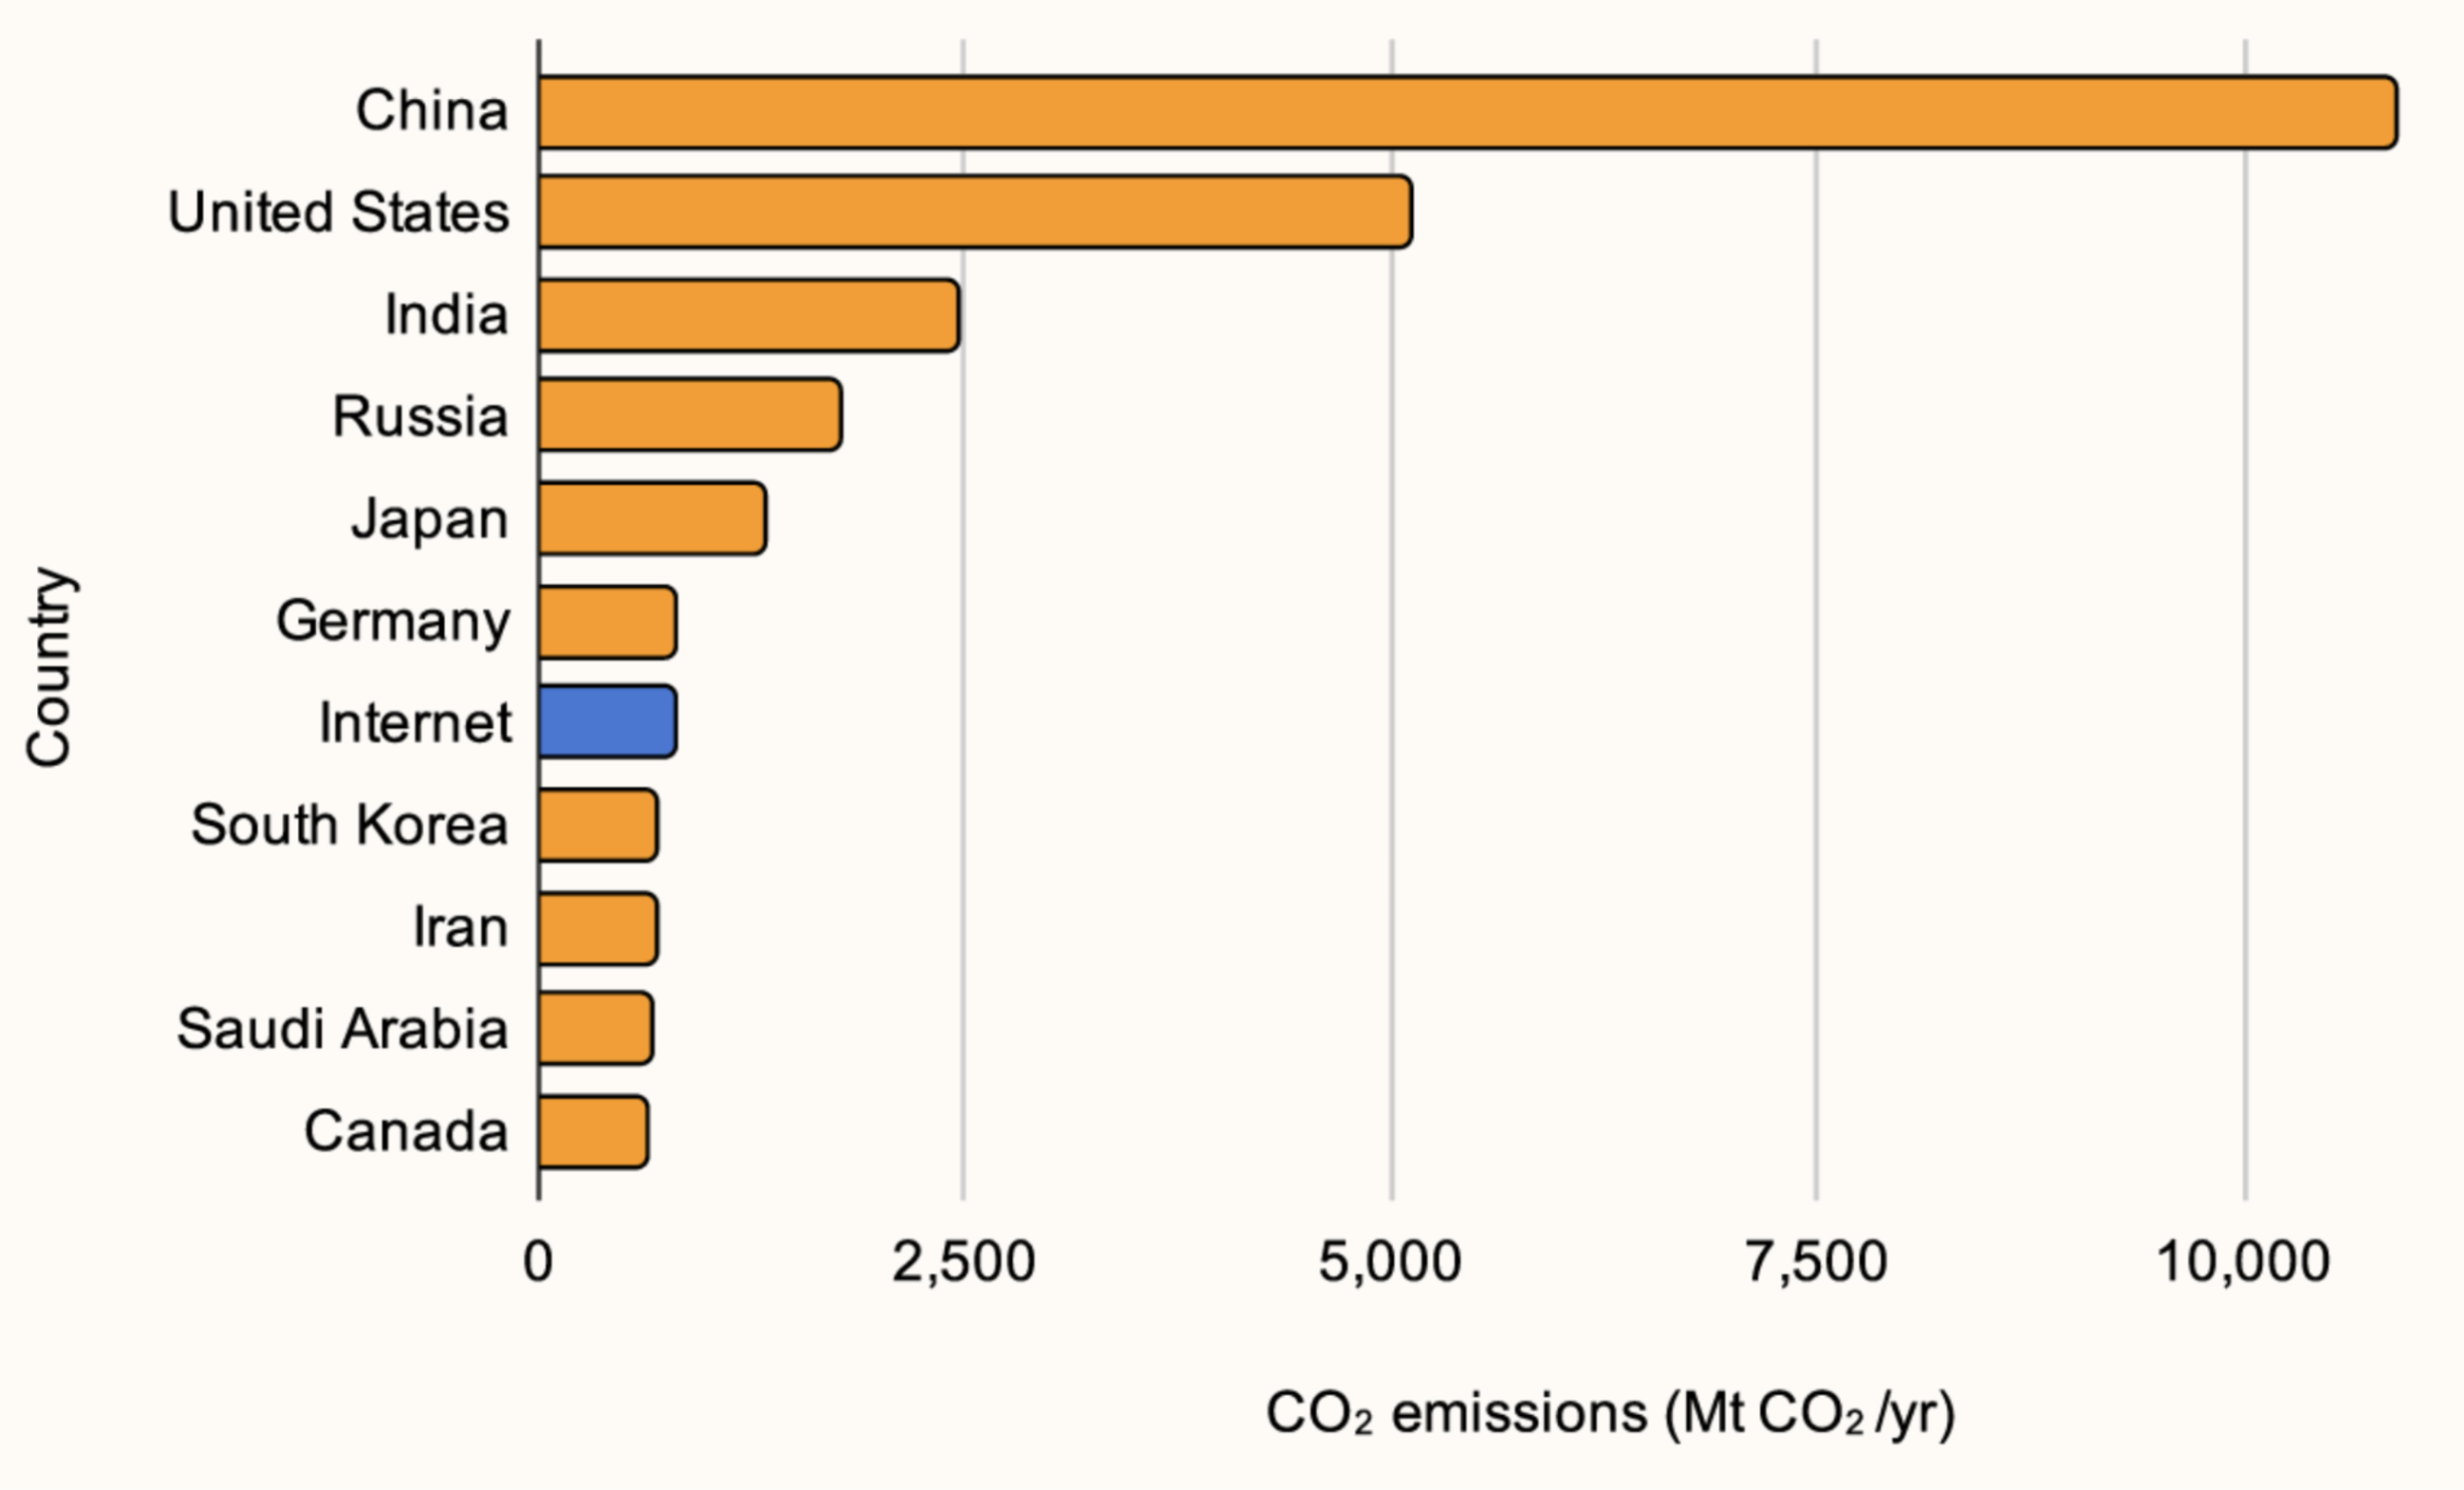 China
United States
India
Russia
Japan
Germany
Internet
South Korea
Iran
Saudi Arabia
Canada
Country
0 2,500 5,000 7,500 10,000
CO₂ emissions (Mt CO₂ /yr)